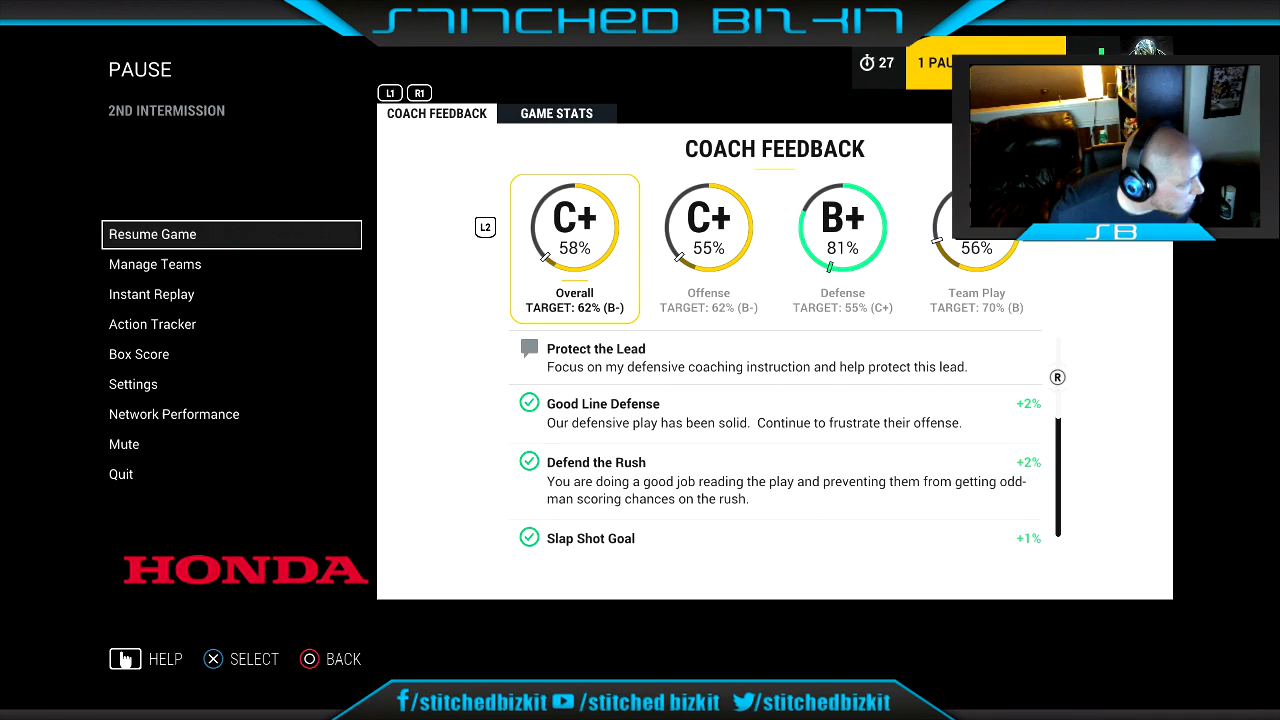 STITCHED BIZKIT
PAUSE
2ND INTERMISSION
27
1 PAU
L1 R1
COACH FEEDBACK
GAME STATS
COACH FEEDBACK
L2
C+
58%
Overall
TARGET: 62% (B-)
C+
55%
Offense
TARGET: 62% (B-)
B+
81%
Defense
TARGET: 55% (C+)
56%
Team Play
TARGET: 70% (B)
SB
Resume Game
Manage Teams
Instant Replay
Action Tracker
Box Score
Settings
Network Performance
Mute
Quit
Protect the Lead
Focus on my defensive coaching instruction and help protect this lead.
R
Good Line Defense +2%
Our defensive play has been solid. Continue to frustrate their offense.
Defend the Rush +2%
You are doing a good job reading the play and preventing them from getting odd-
man scoring chances on the rush.
Slap Shot Goal +1%
HONDA
HELP SELECT BACK
/stitchedbizkit /stitched bizkit /stitchedbizkit